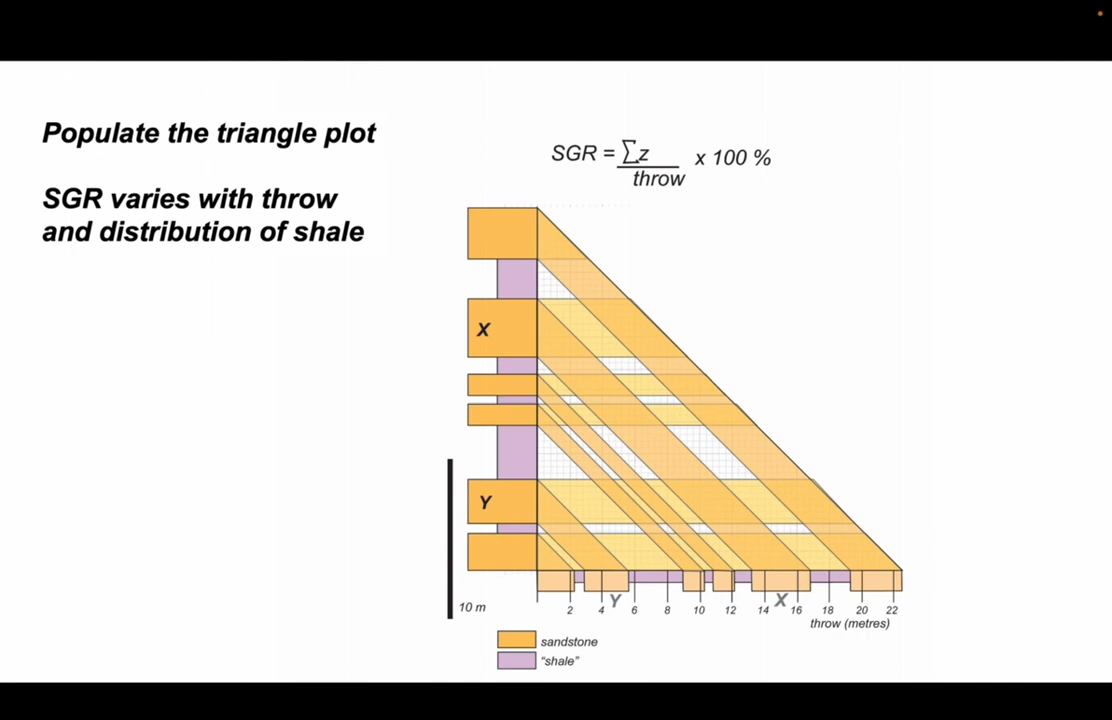 Populate the triangle plot
SGR varies with throw
and distribution of shale
SGR = ∑z x 100 %
throw
X
Y
10 m
2 4 Y 6 8 10 12 14 X 16 18 20 22
throw (metres)
sandstone
“shale”